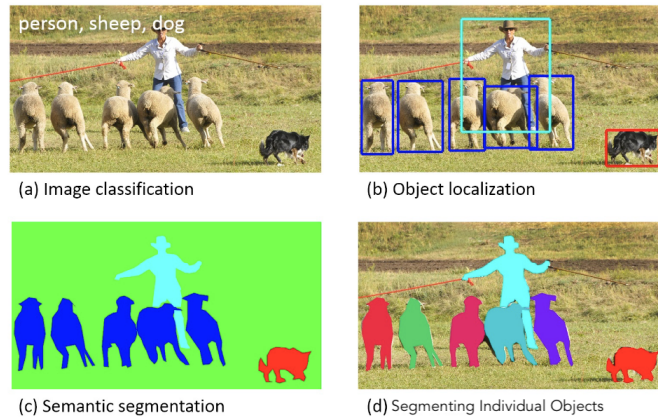 person, sheep, dog
(a) Image classification
(b) Object localization
(c) Semantic segmentation
(d) Segmenting Individual Objects